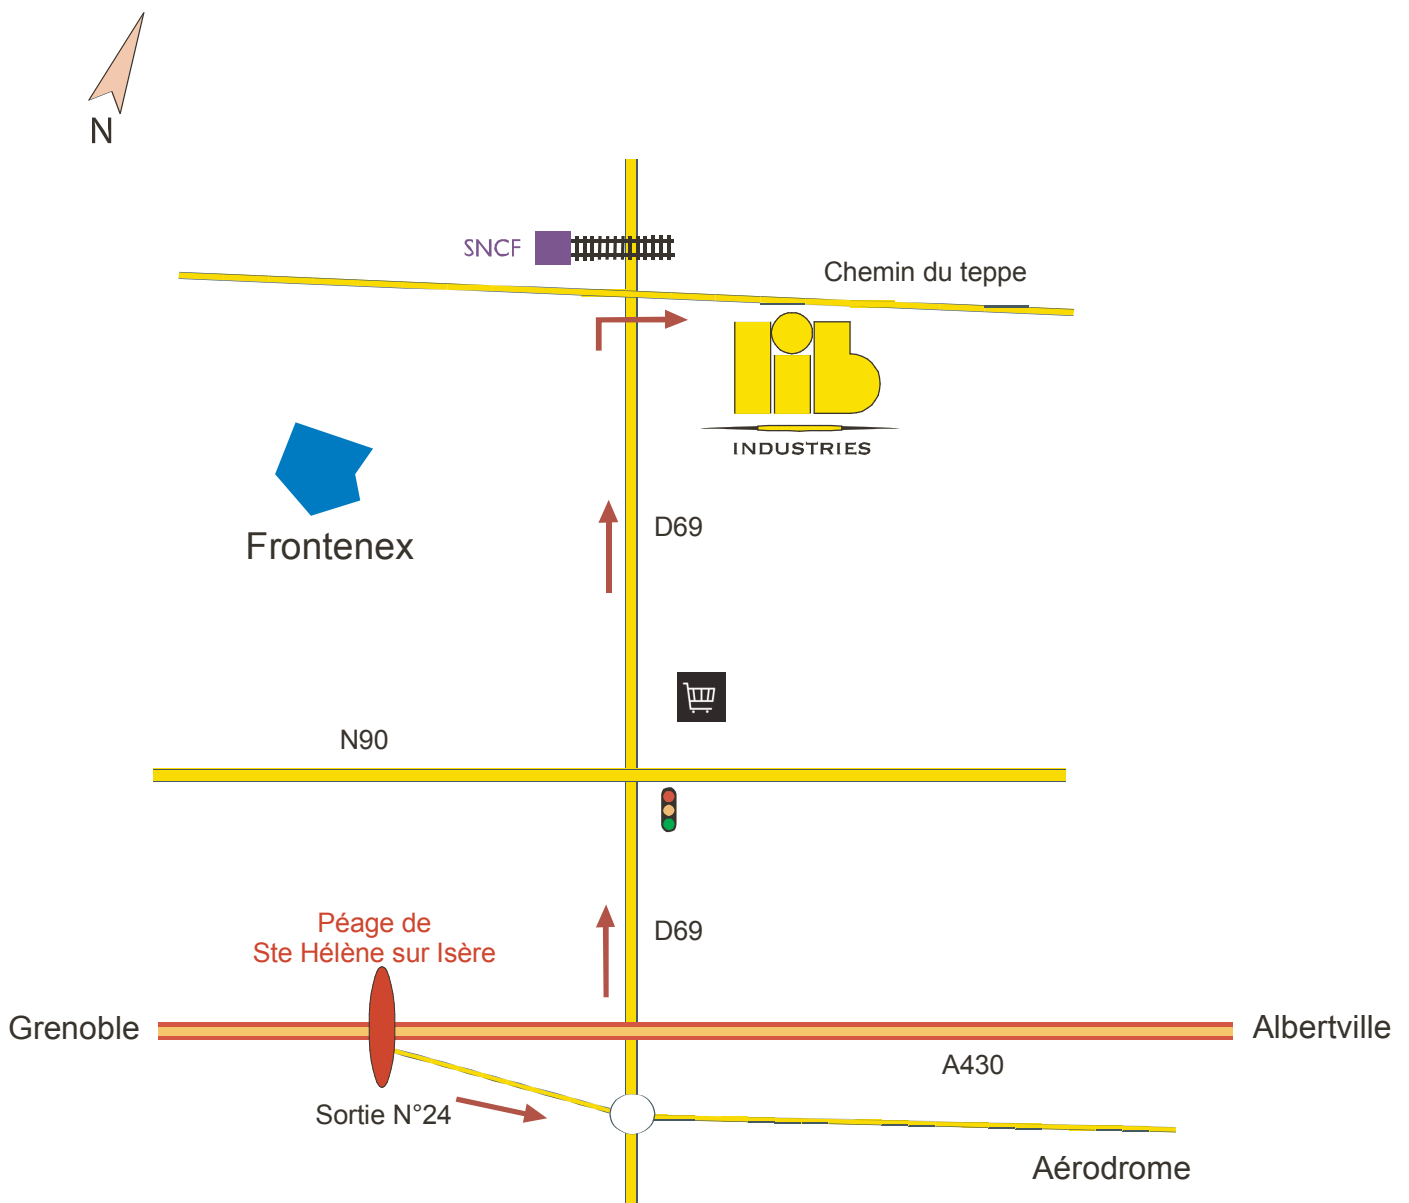 N
SNCF
Chemin du teppe
lib
INDUSTRIES
D69
Frontenex
N90
Péage de
Ste Hélène sur Isère
D69
Grenoble
Albertville
A430
Sortie N°24
Aérodrome